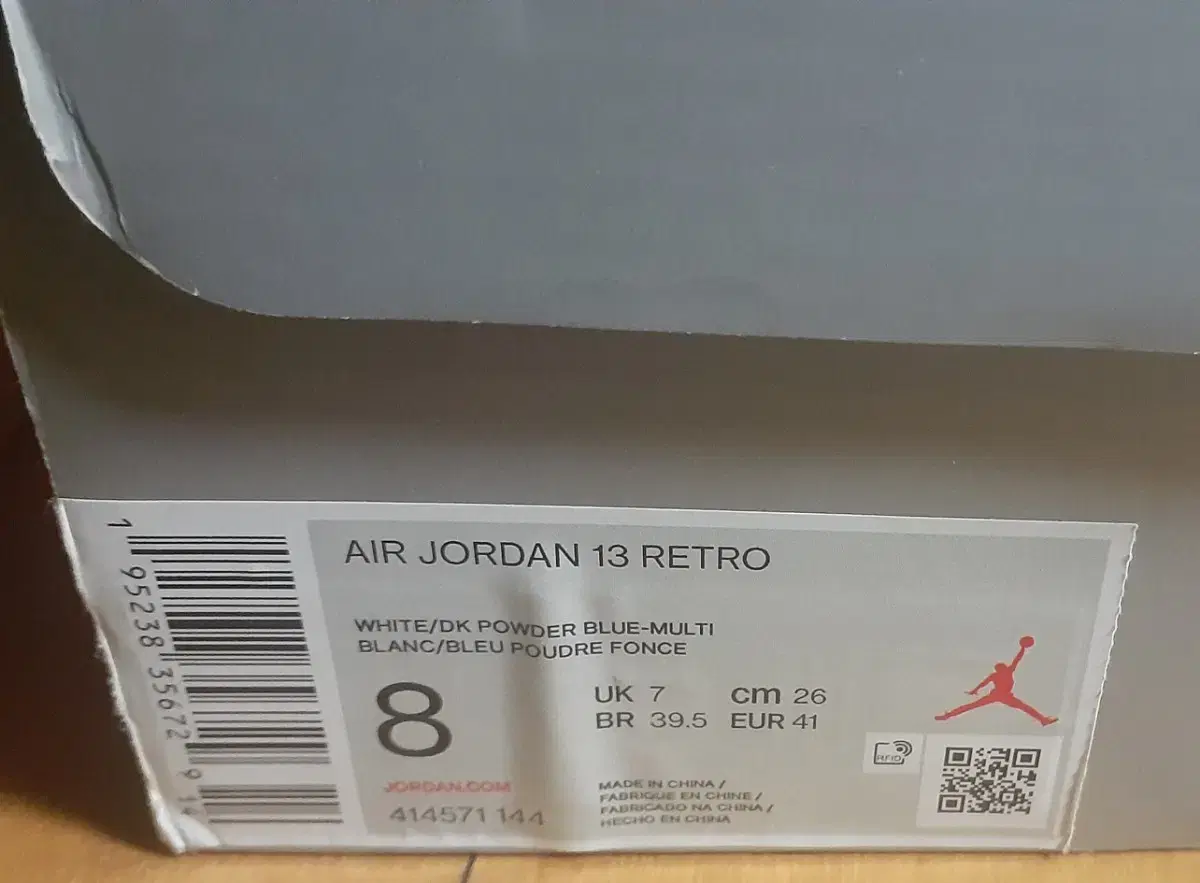 AIR JORDAN 13 RETRO
WHITE/DK POWDER BLUE-MULTI
BLANC/BLEU POUDRE FONCE
8
UK 7 cm 26
BR 39.5 EUR 41
JORDAN.COM
414571 144
MADE IN CHINA /
FABRIQUE EN CHINE /
FABRICADO NA CHINA /
HECHO EN CHINA
RFID
1 95238 35672 9 14